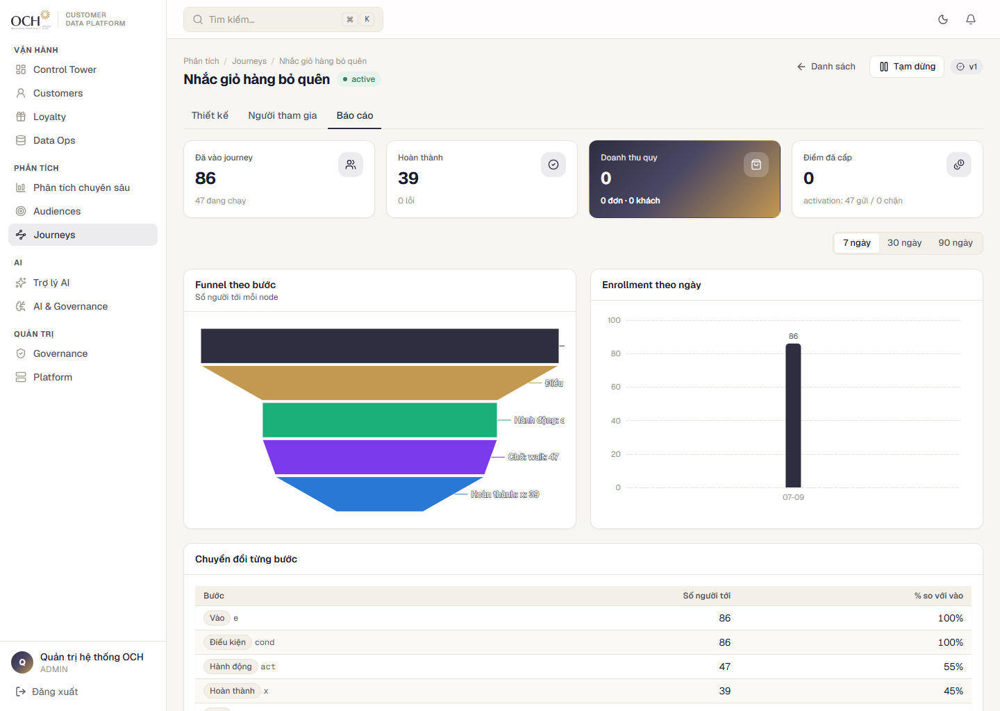 OCH
CUSTOMER
DATA PLATFORM
Tìm kiếm...
⌘ K
VẬN HÀNH
Control Tower
Customers
Loyalty
Data Ops
PHÂN TÍCH
Phân tích chuyên sâu
Audiences
Journeys
AI
Trợ lý AI
AI & Governance
QUẢN TRỊ
Governance
Platform
Q
Quản trị hệ thống OCH
ADMIN
Đăng xuất
Phân tích / Journeys / Nhắc giỏ hàng bỏ quên
Nhắc giỏ hàng bỏ quên
active
Danh sách
Tạm dừng
v1
Thiết kế
Người tham gia
Báo cáo
Đã vào journey
86
47 đang chạy
Hoàn thành
39
0 lỗi
Doanh thu quy
0
0 đơn · 0 khách
Điểm đã cấp
0
activation: 47 gửi / 0 chặn
7 ngày
30 ngày
90 ngày
Funnel theo bước
Số người tới mỗi node
Điều
Hành động: a
Chờ: wait: 47
Hoàn thành: x: 39
Enrollment theo ngày
100
80
60
40
20
0
86
07-09
Chuyển đổi từng bước
Bước Số người tới % so với vào
Vào e 86 100%
Điều kiện cond 86 100%
Hành động act 47 55%
Hoàn thành x 39 45%